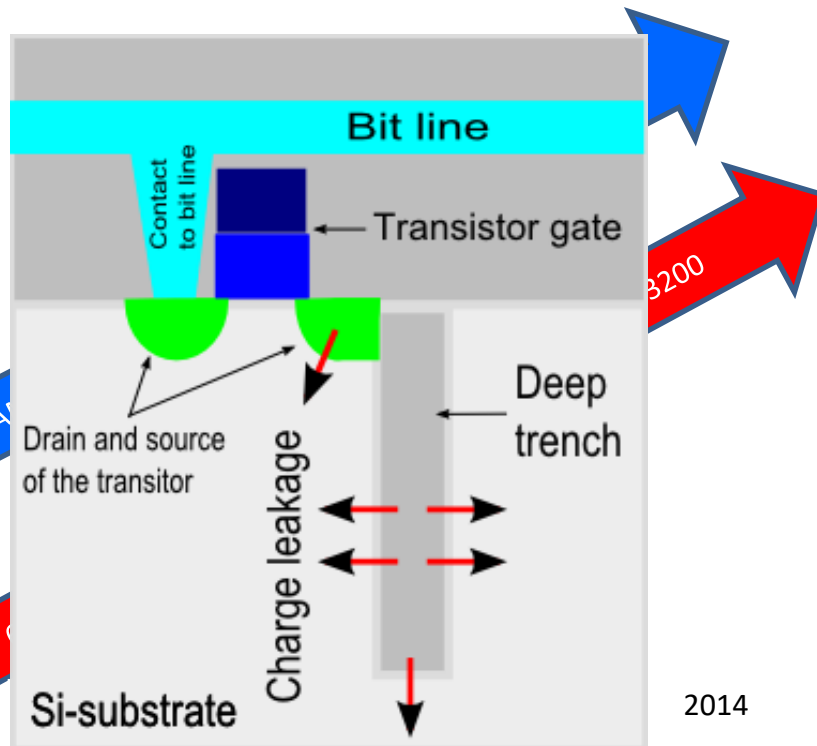 Bit line
Contact
to bit line
Transistor gate
3200
Deep
trench
Drain and source
of the transitor
Charge leakage
Si-substrate
2014